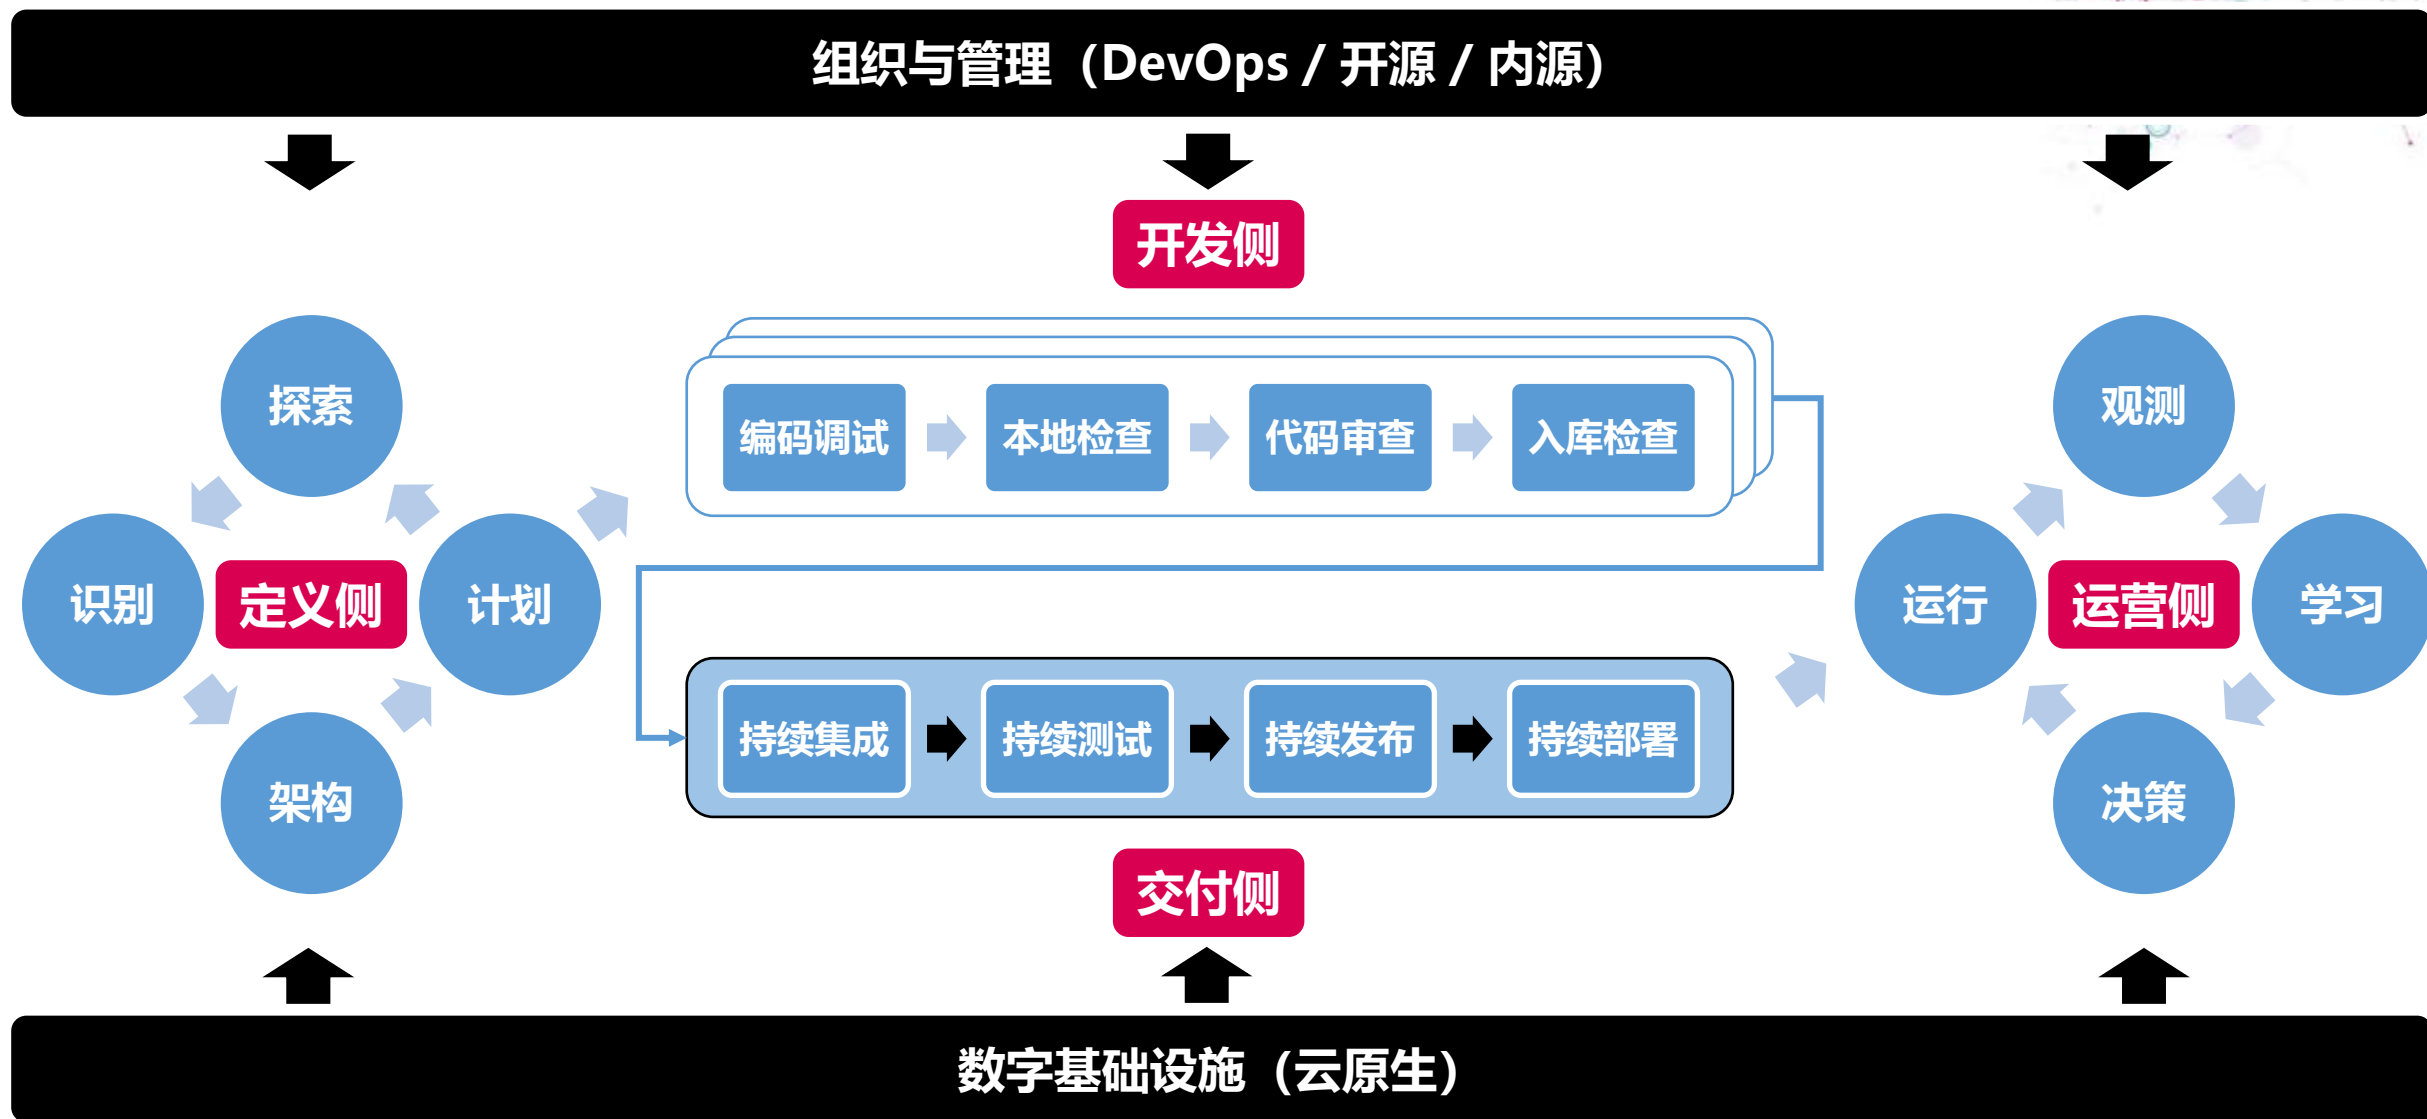 组织与管理（DevOps / 开源 / 内源）
开发侧
探索
识别
定义侧
计划
架构
编码调试
本地检查
代码审查
入库检查
持续集成
持续测试
持续发布
持续部署
交付侧
观测
运行
运营侧
学习
决策
数字基础设施（云原生）